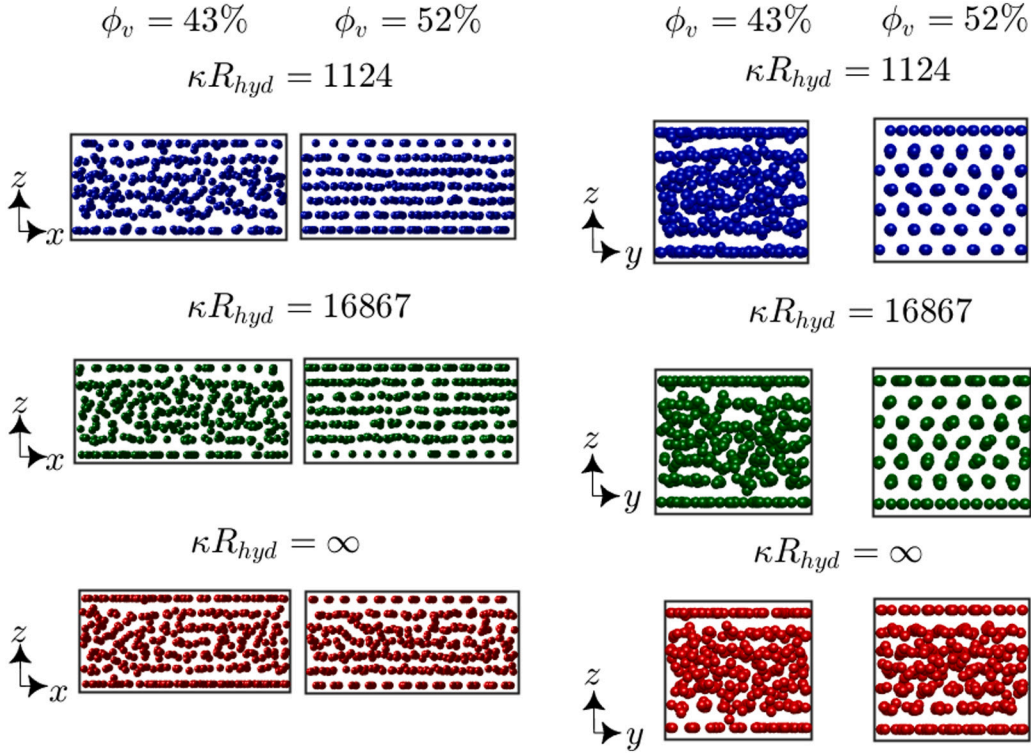 ϕ_v = 43% ϕ_v = 52%
κR_hyd = 1124
z
x
κR_hyd = 16867
z
x
κR_hyd = ∞
z
x
ϕ_v = 43% ϕ_v = 52%
κR_hyd = 1124
z
y
κR_hyd = 16867
z
y
κR_hyd = ∞
z
y